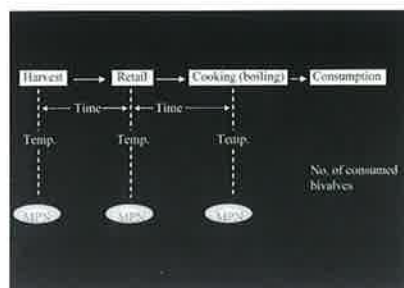 Harvest Retail Cooking (boiling) Consumption
Time Time
Temp. Temp. Temp.
No. of consumed
bivalves
MPN MPN MPN